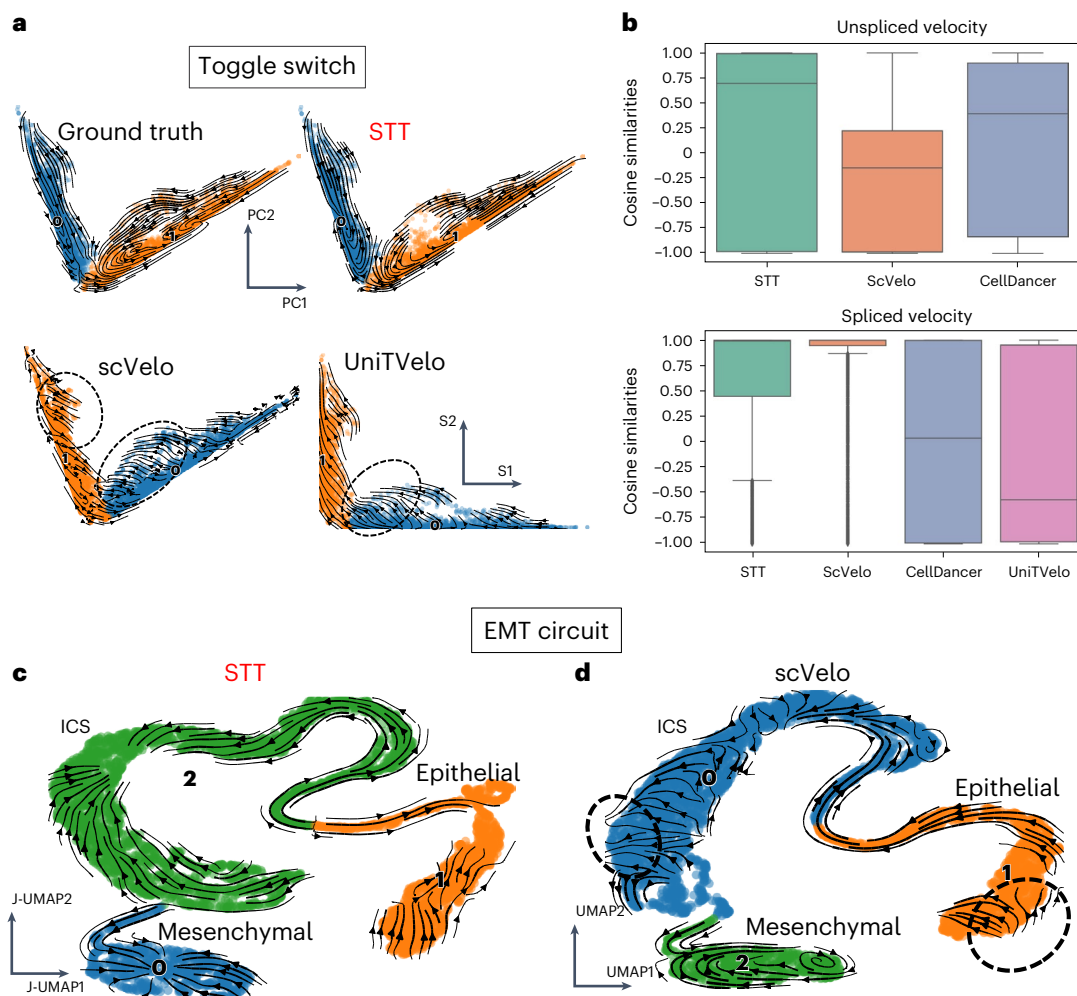 a
Toggle switch
Ground truth
STT
0
1
PC2
PC1
0
1
scVelo
UniTVelo
1
0
S2
S1
1
0
b
Unspliced velocity
Cosine similarities
1.00
0.75
0.50
0.25
0
−0.25
−0.50
−0.75
−1.00
STT
ScVelo
CellDancer
Spliced velocity
Cosine similarities
1.00
0.75
0.50
0.25
0
−0.25
−0.50
−0.75
−1.00
STT
ScVelo
CellDancer
UniTVelo
EMT circuit
c
STT
ICS
2
Epithelial
1
J-UMAP2
J-UMAP1
Mesenchymal
0
d
scVelo
ICS
0
Epithelial
1
UMAP2
UMAP1
Mesenchymal
2